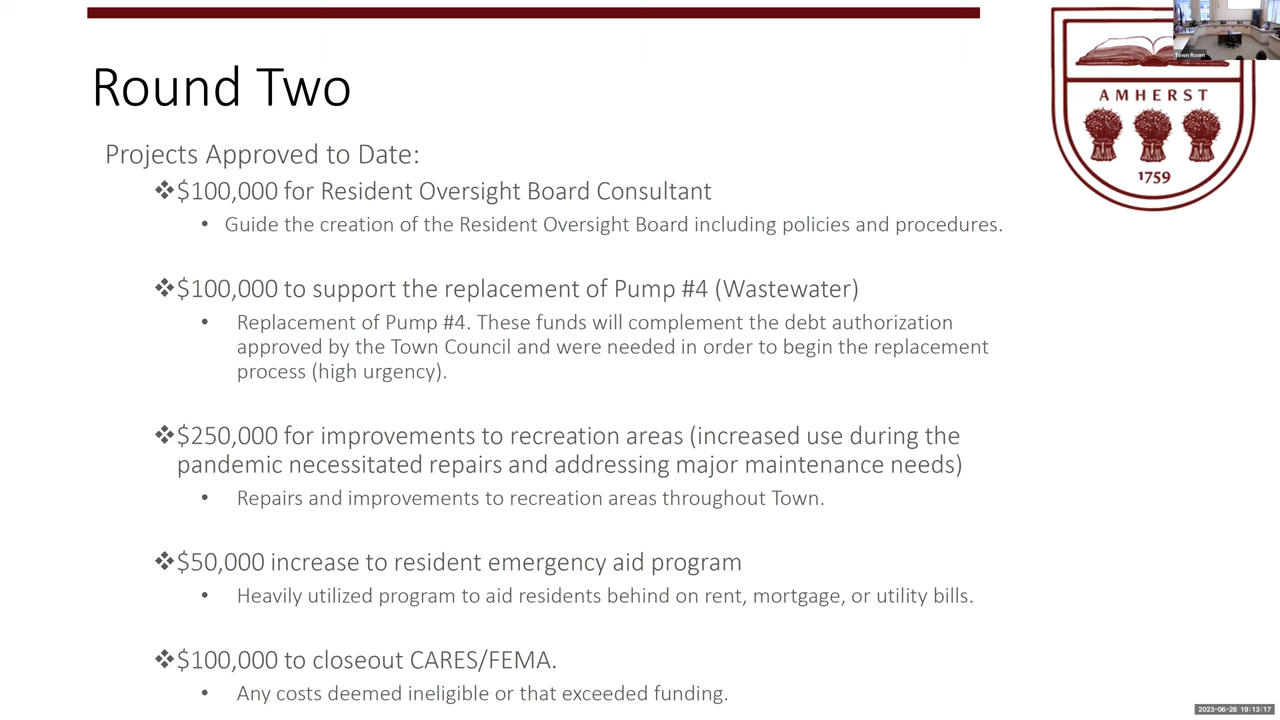 Round Two
Projects Approved to Date:
❖$100,000 for Resident Oversight Board Consultant
• Guide the creation of the Resident Oversight Board including policies and procedures.
❖$100,000 to support the replacement of Pump #4 (Wastewater)
• Replacement of Pump #4. These funds will complement the debt authorization
approved by the Town Council and were needed in order to begin the replacement
process (high urgency).
❖$250,000 for improvements to recreation areas (increased use during the
pandemic necessitated repairs and addressing major maintenance needs)
• Repairs and improvements to recreation areas throughout Town.
❖$50,000 increase to resident emergency aid program
• Heavily utilized program to aid residents behind on rent, mortgage, or utility bills.
❖$100,000 to closeout CARES/FEMA.
• Any costs deemed ineligible or that exceeded funding.
Town Room
AMHERST
1759
2023-06-26 19:13:17